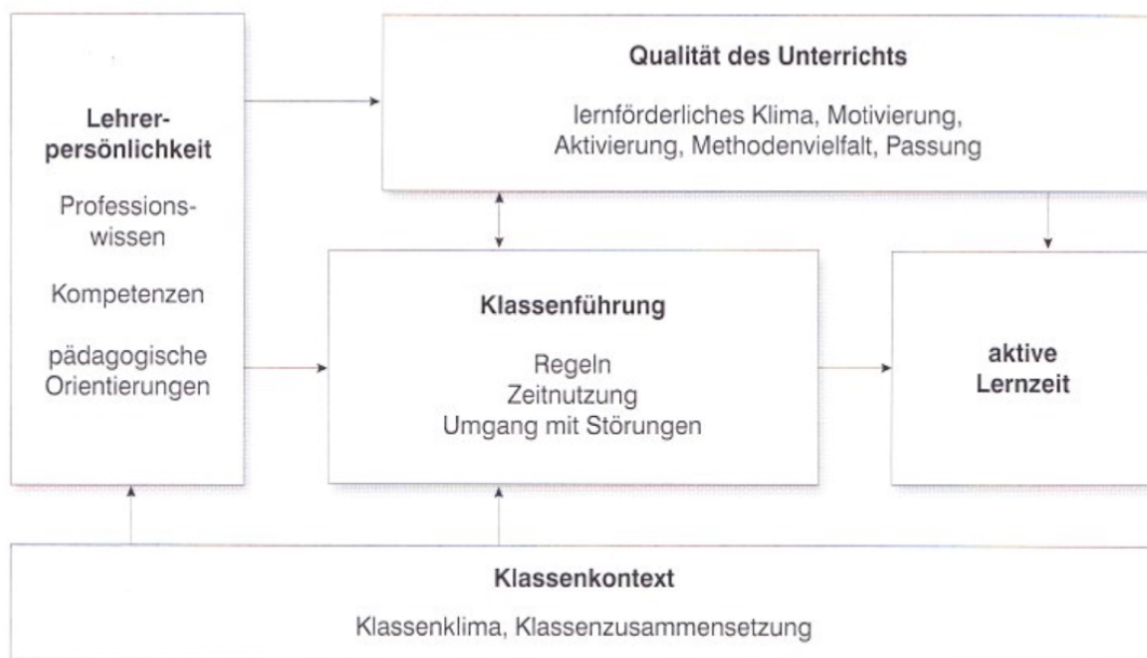 Lehrer-
persönlichkeit
Professions-
wissen
Kompetenzen
pädagogische
Orientierungen
Qualität des Unterrichts
lernförderliches Klima, Motivierung,
Aktivierung, Methodenvielfalt, Passung
Klassenführung
Regeln
Zeitnutzung
Umgang mit Störungen
aktive
Lernzeit
Klassenkontext
Klassenklima, Klassenzusammensetzung